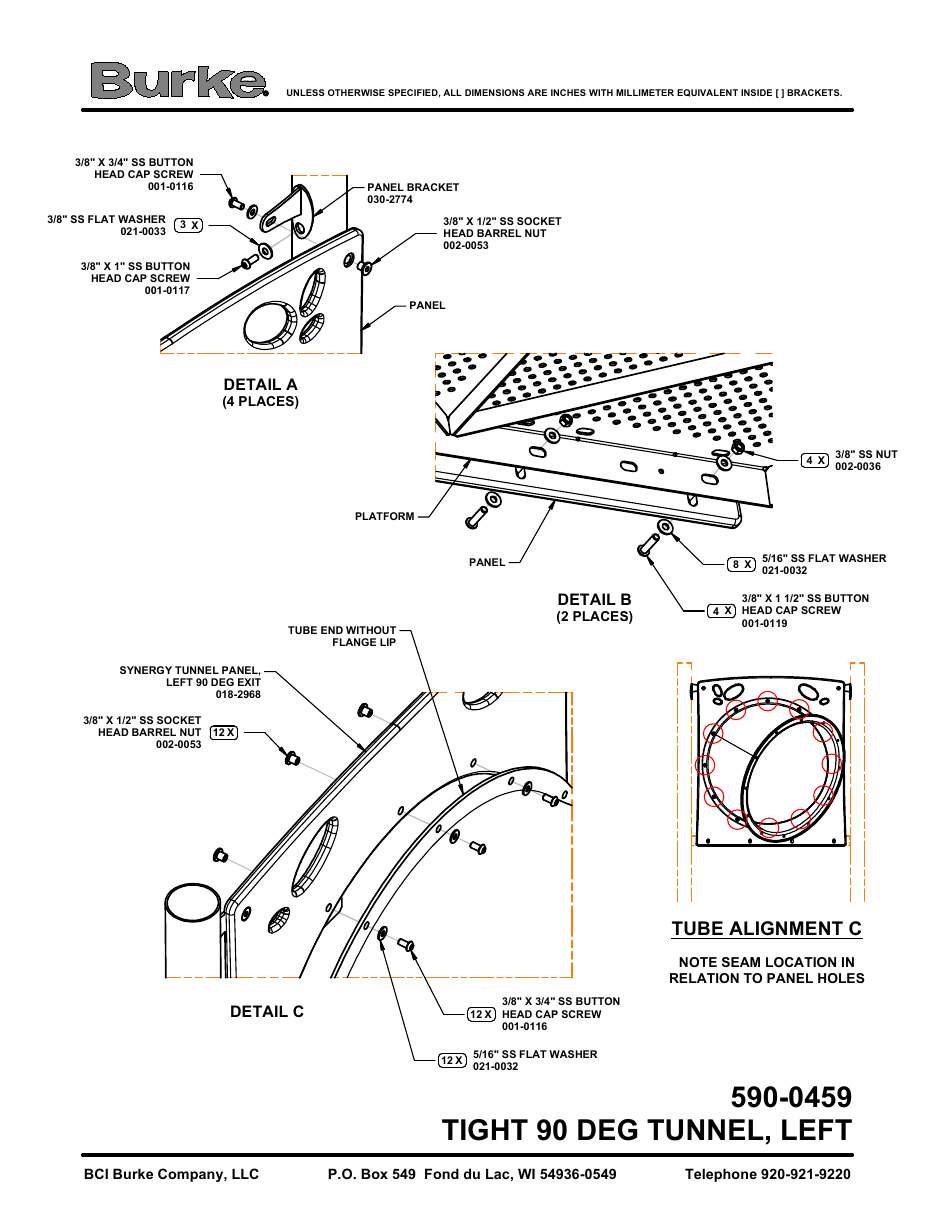 Burke
UNLESS OTHERWISE SPECIFIED, ALL DIMENSIONS ARE INCHES WITH MILLIMETER EQUIVALENT INSIDE [ ] BRACKETS.
3/8" X 3/4" SS BUTTON
HEAD CAP SCREW
001-0116
3/8" SS FLAT WASHER
021-0033
3 X
3/8" X 1" SS BUTTON
HEAD CAP SCREW
001-0117
PANEL BRACKET
030-2774
3/8" X 1/2" SS SOCKET
HEAD BARREL NUT
002-0053
PANEL
DETAIL A
(4 PLACES)
4 X
3/8" SS NUT
002-0036
PLATFORM
PANEL
8 X
5/16" SS FLAT WASHER
021-0032
4 X
3/8" X 1 1/2" SS BUTTON
HEAD CAP SCREW
001-0119
DETAIL B
(2 PLACES)
TUBE END WITHOUT
FLANGE LIP
SYNERGY TUNNEL PANEL,
LEFT 90 DEG EXIT
018-2968
3/8" X 1/2" SS SOCKET
HEAD BARREL NUT
002-0053
12 X
DETAIL C
12 X
3/8" X 3/4" SS BUTTON
HEAD CAP SCREW
001-0116
12 X
5/16" SS FLAT WASHER
021-0032
TUBE ALIGNMENT C
NOTE SEAM LOCATION IN
RELATION TO PANEL HOLES
590-0459
TIGHT 90 DEG TUNNEL, LEFT
BCI Burke Company, LLC P.O. Box 549 Fond du Lac, WI 54936-0549 Telephone 920-921-9220